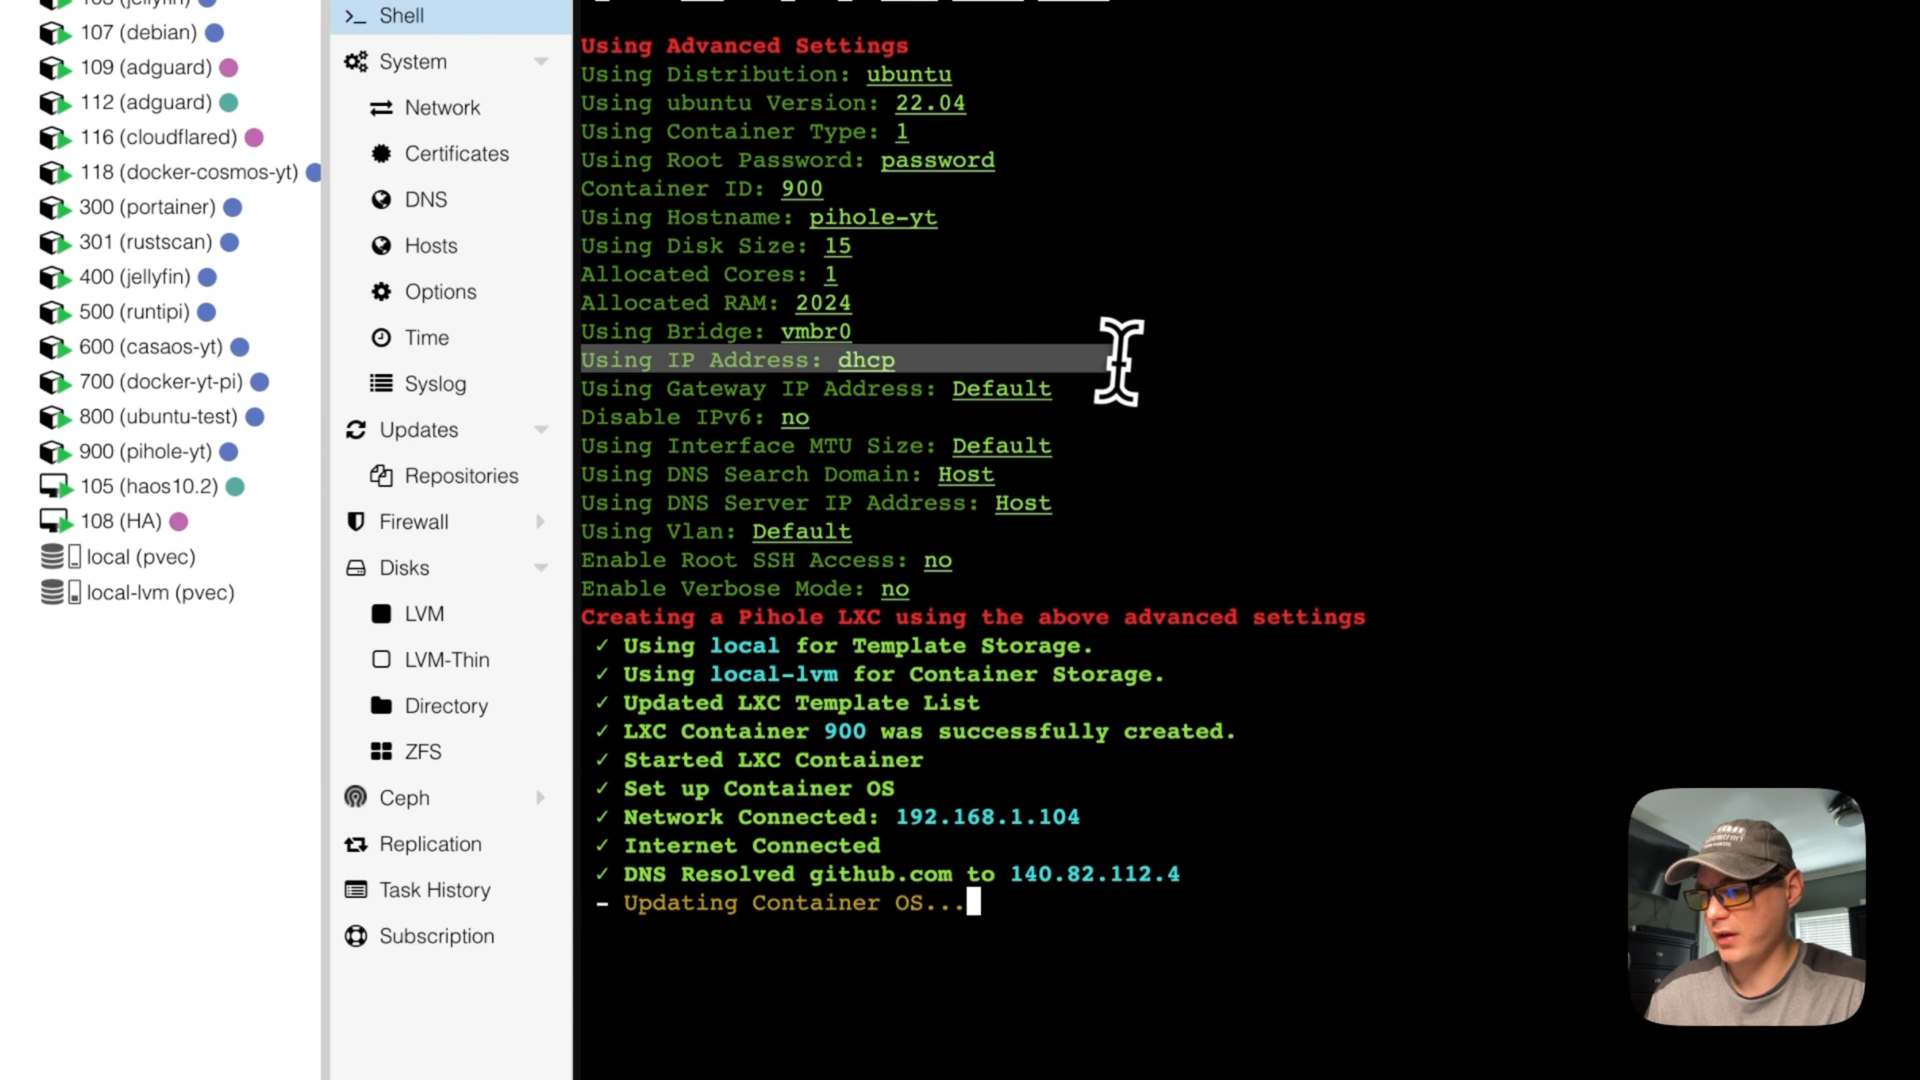 107 (debian)
109 (adguard)
112 (adguard)
116 (cloudflared)
118 (docker-cosmos-yt)
300 (portainer)
301 (rustscan)
400 (jellyfin)
500 (runtipi)
600 (casaos-yt)
700 (docker-yt-pi)
800 (ubuntu-test)
900 (pihole-yt)
105 (haos10.2)
108 (HA)
local (pvec)
local-lvm (pvec)
>_ Shell
System
Network
Certificates
DNS
Hosts
Options
Time
Syslog
Updates
Repositories
Firewall
Disks
LVM
LVM-Thin
Directory
ZFS
Ceph
Replication
Task History
Subscription
Using Advanced Settings
Using Distribution: ubuntu
Using ubuntu Version: 22.04
Using Container Type: 1
Using Root Password: password
Container ID: 900
Using Hostname: pihole-yt
Using Disk Size: 15
Allocated Cores: 1
Allocated RAM: 2024
Using Bridge: vmbr0
Using IP Address: dhcp
Using Gateway IP Address: Default
Disable IPv6: no
Using Interface MTU Size: Default
Using DNS Search Domain: Host
Using DNS Server IP Address: Host
Using Vlan: Default
Enable Root SSH Access: no
Enable Verbose Mode: no
Creating a Pihole LXC using the above advanced settings
✓ Using local for Template Storage.
✓ Using local-lvm for Container Storage.
✓ Updated LXC Template List
✓ LXC Container 900 was successfully created.
✓ Started LXC Container
✓ Set up Container OS
✓ Network Connected: 192.168.1.104
✓ Internet Connected
✓ DNS Resolved github.com to 140.82.112.4
- Updating Container OS...